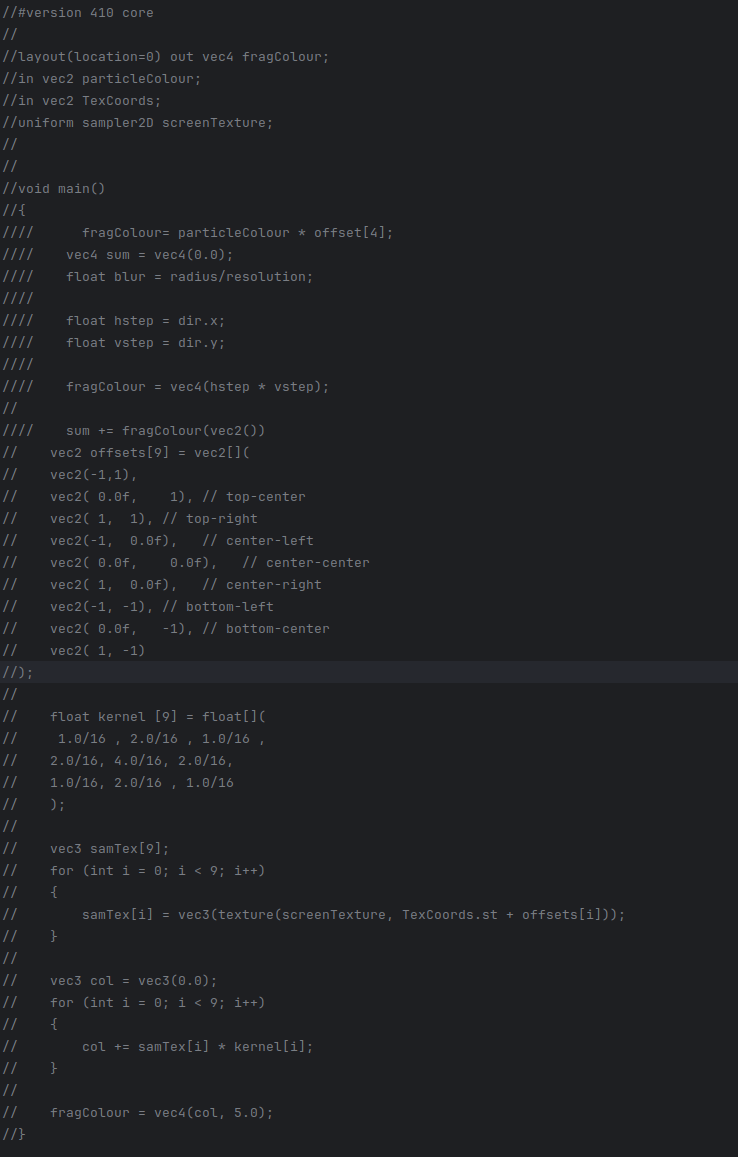 //#version 410 core
//
//layout(location=0) out vec4 fragColour;
//in vec2 particleColour;
//in vec2 TexCoords;
//uniform sampler2D screenTexture;
//
//
//void main()
//{
////      fragColour= particleColour * offset[4];
////    vec4 sum = vec4(0.0);
////    float blur = radius/resolution;
////
////    float hstep = dir.x;
////    float vstep = dir.y;
////
////    fragColour = vec4(hstep * vstep);
//
////    sum += fragColour(vec2())
//    vec2 offsets[9] = vec2[](
//    vec2(-1,1),
//    vec2( 0.0f,    1), // top-center
//    vec2( 1,  1), // top-right
//    vec2(-1,  0.0f),   // center-left
//    vec2( 0.0f,    0.0f),   // center-center
//    vec2( 1,  0.0f),   // center-right
//    vec2(-1, -1), // bottom-left
//    vec2( 0.0f,   -1), // bottom-center
//    vec2( 1, -1)
//);
//
//    float kernel [9] = float[](
//     1.0/16 , 2.0/16 , 1.0/16 ,
//    2.0/16, 4.0/16, 2.0/16,
//    1.0/16, 2.0/16 , 1.0/16
//    );
//
//    vec3 samTex[9];
//    for (int i = 0; i < 9; i++)
//    {
//        samTex[i] = vec3(texture(screenTexture, TexCoords.st + offsets[i]));
//    }
//
//    vec3 col = vec3(0.0);
//    for (int i = 0; i < 9; i++)
//    {
//        col += samTex[i] * kernel[i];
//    }
//
//    fragColour = vec4(col, 5.0);
//}